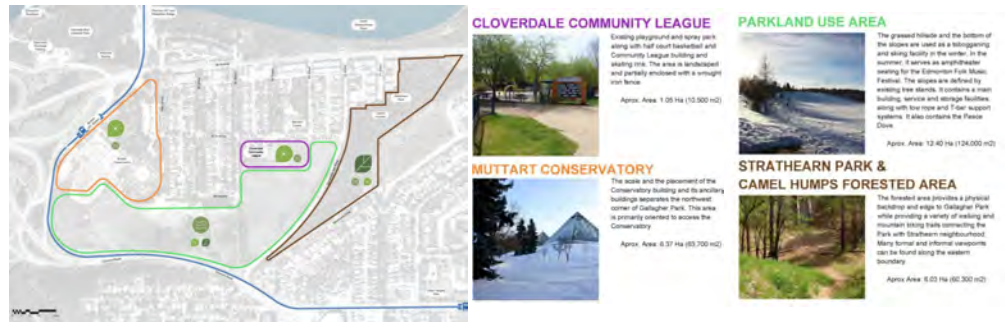 CLOVERDALE COMMUNITY LEAGUE
Existing playground and spray park
along with half court basketball and
Community League building and
skating rink. The area is landscaped
and partially enclosed with a wrought
iron fence.
Aprox. Area: 1.05 Ha (10,500 m2)
MUTTART CONSERVATORY
The scale and the placement of the
Conservatory building and its ancillary
buildings separates the northwest
corner of Gallagher Park. This area
is primarily oriented to access the
Conservatory.
Aprox. Area: 6.37 Ha (63,700 m2)
PARKLAND USE AREA
The grassed hillside and the bottom of
the slopes are used as a tobogganing
and skiing facility in the winter. In the
summer, it serves as amphitheater
seating for the Edmonton Folk Music
Festival. The slopes are defined by
existing tree stands. It contains a main
building, service and storage facilities,
along with tow rope and T-bar support
systems. It also contains the Peace
Dove.
Aprox. Area: 12.40 Ha (124,000 m2)
STRATHEARN PARK &
CAMEL HUMPS FORESTED AREA
The forested area provides a physical
backdrop and edge to Gallagher Park
while providing a variety of walking and
mountain biking trails connecting the
Park with Strathearn neighbourhood.
Many formal and informal viewpoints
can be found along the eastern
boundary.
Aprox Area: 6.03 Ha (60,300 m2)